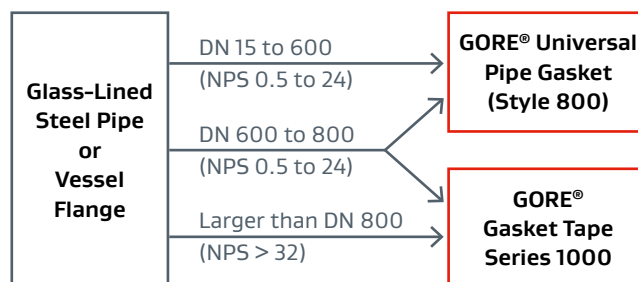 Glass-Lined
Steel Pipe
or
Vessel
Flange
DN 15 to 600
(NPS 0.5 to 24)
DN 600 to 800
(NPS 0.5 to 24)
Larger than DN 800
(NPS > 32)
GORE® Universal
Pipe Gasket
(Style 800)
GORE®
Gasket Tape
Series 1000